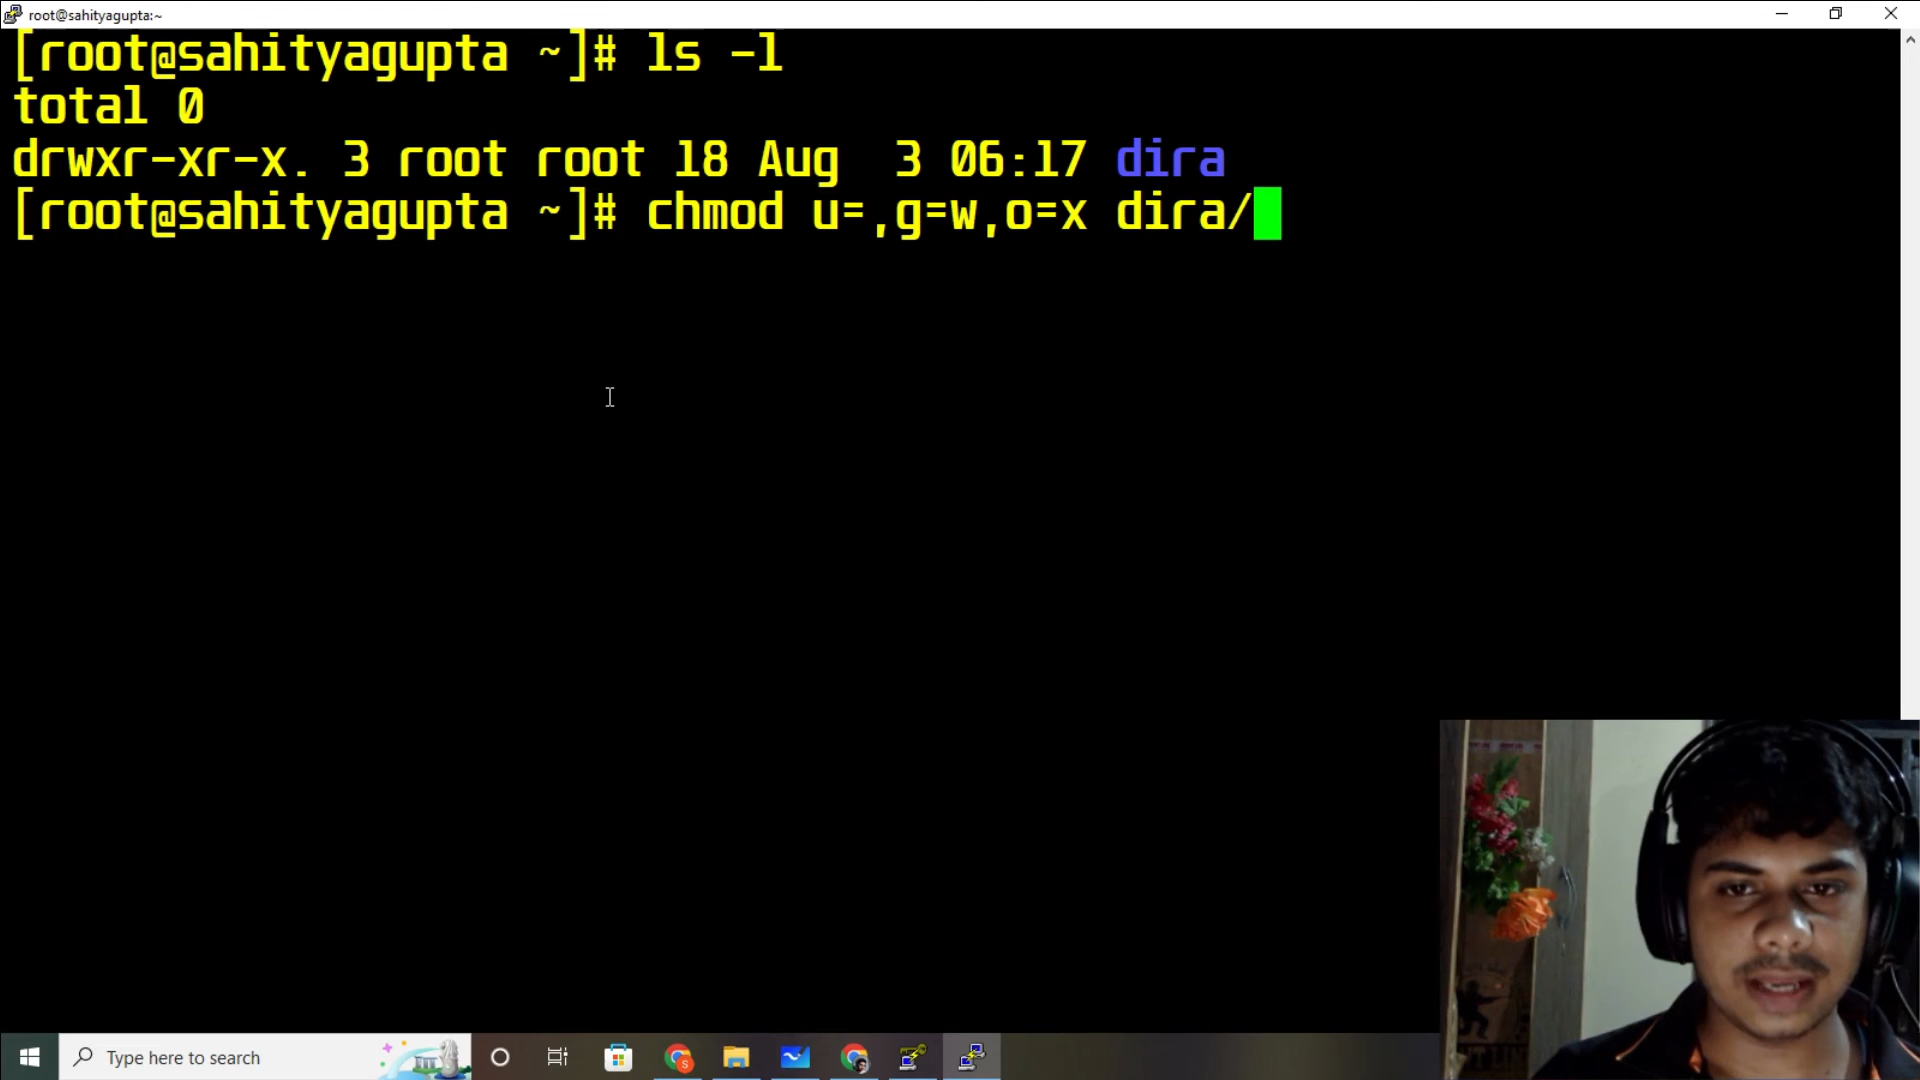 root@sahityagupta:~
[root@sahityagupta ~]# ls -l
total 0
drwxr-xr-x. 3 root root 18 Aug  3 06:17 dira
[root@sahityagupta ~]# chmod u=,g=w,o=x dira/
Type here to search